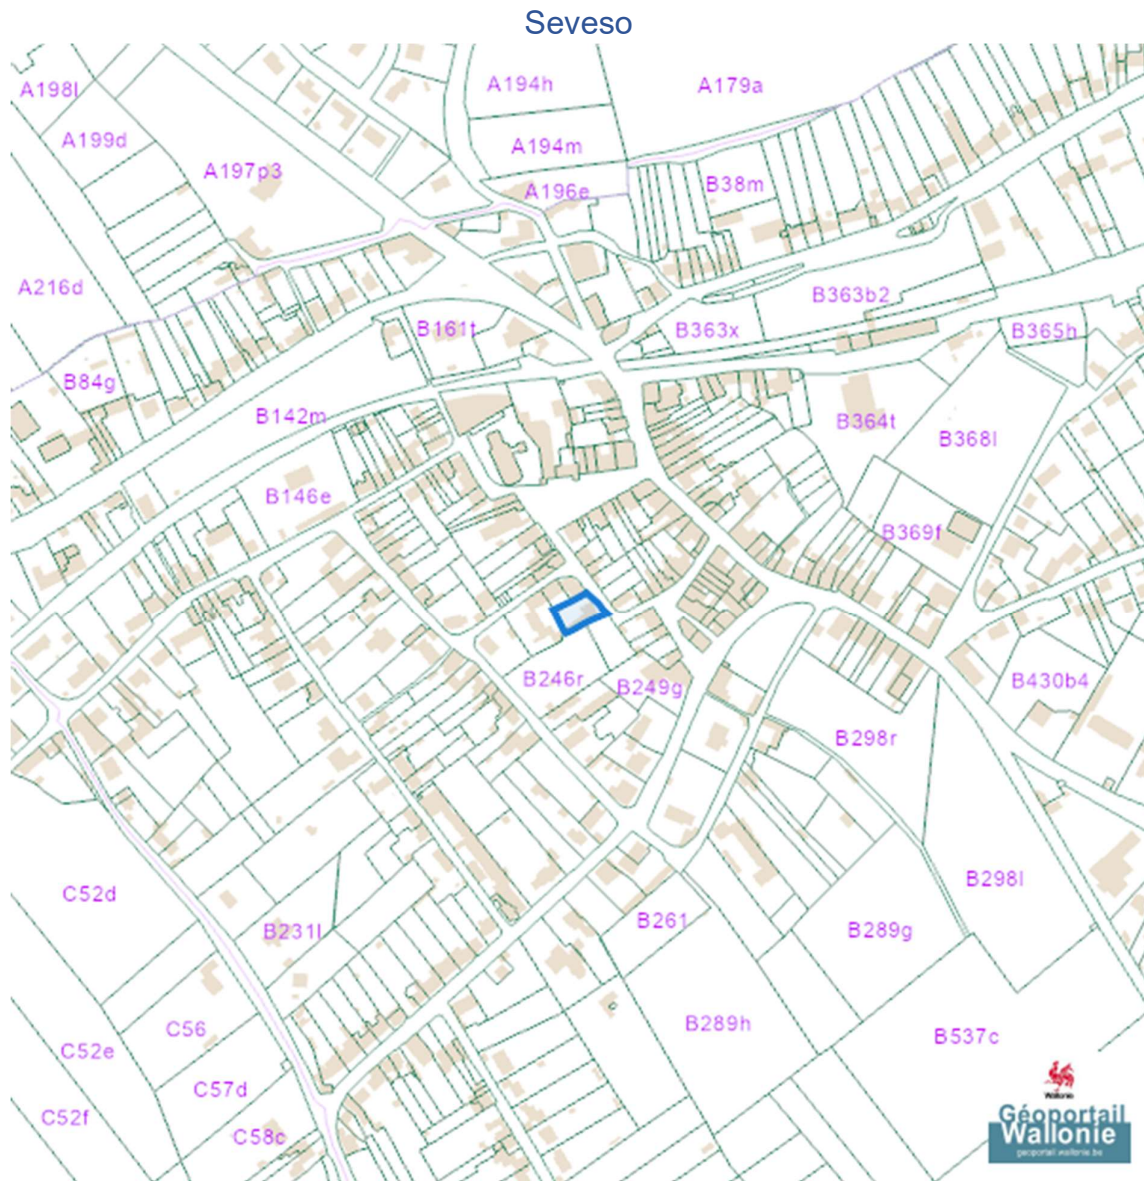 Seveso
A198l
A194h
A179a
A199d
A194m
A197p3
A196e
B38m
A216d
B363b2
B161t
B363x
B365h
B84g
B142m
B364t
B368l
B146e
B369f
B246r
B249g
B430b4
B298r
C52d
B298l
B231l
B261
B289g
C56
B289h
B537c
C52e
C57d
Wallonie
C52f
C58c
Géoportail
Wallonie
geoportail.wallonie.be